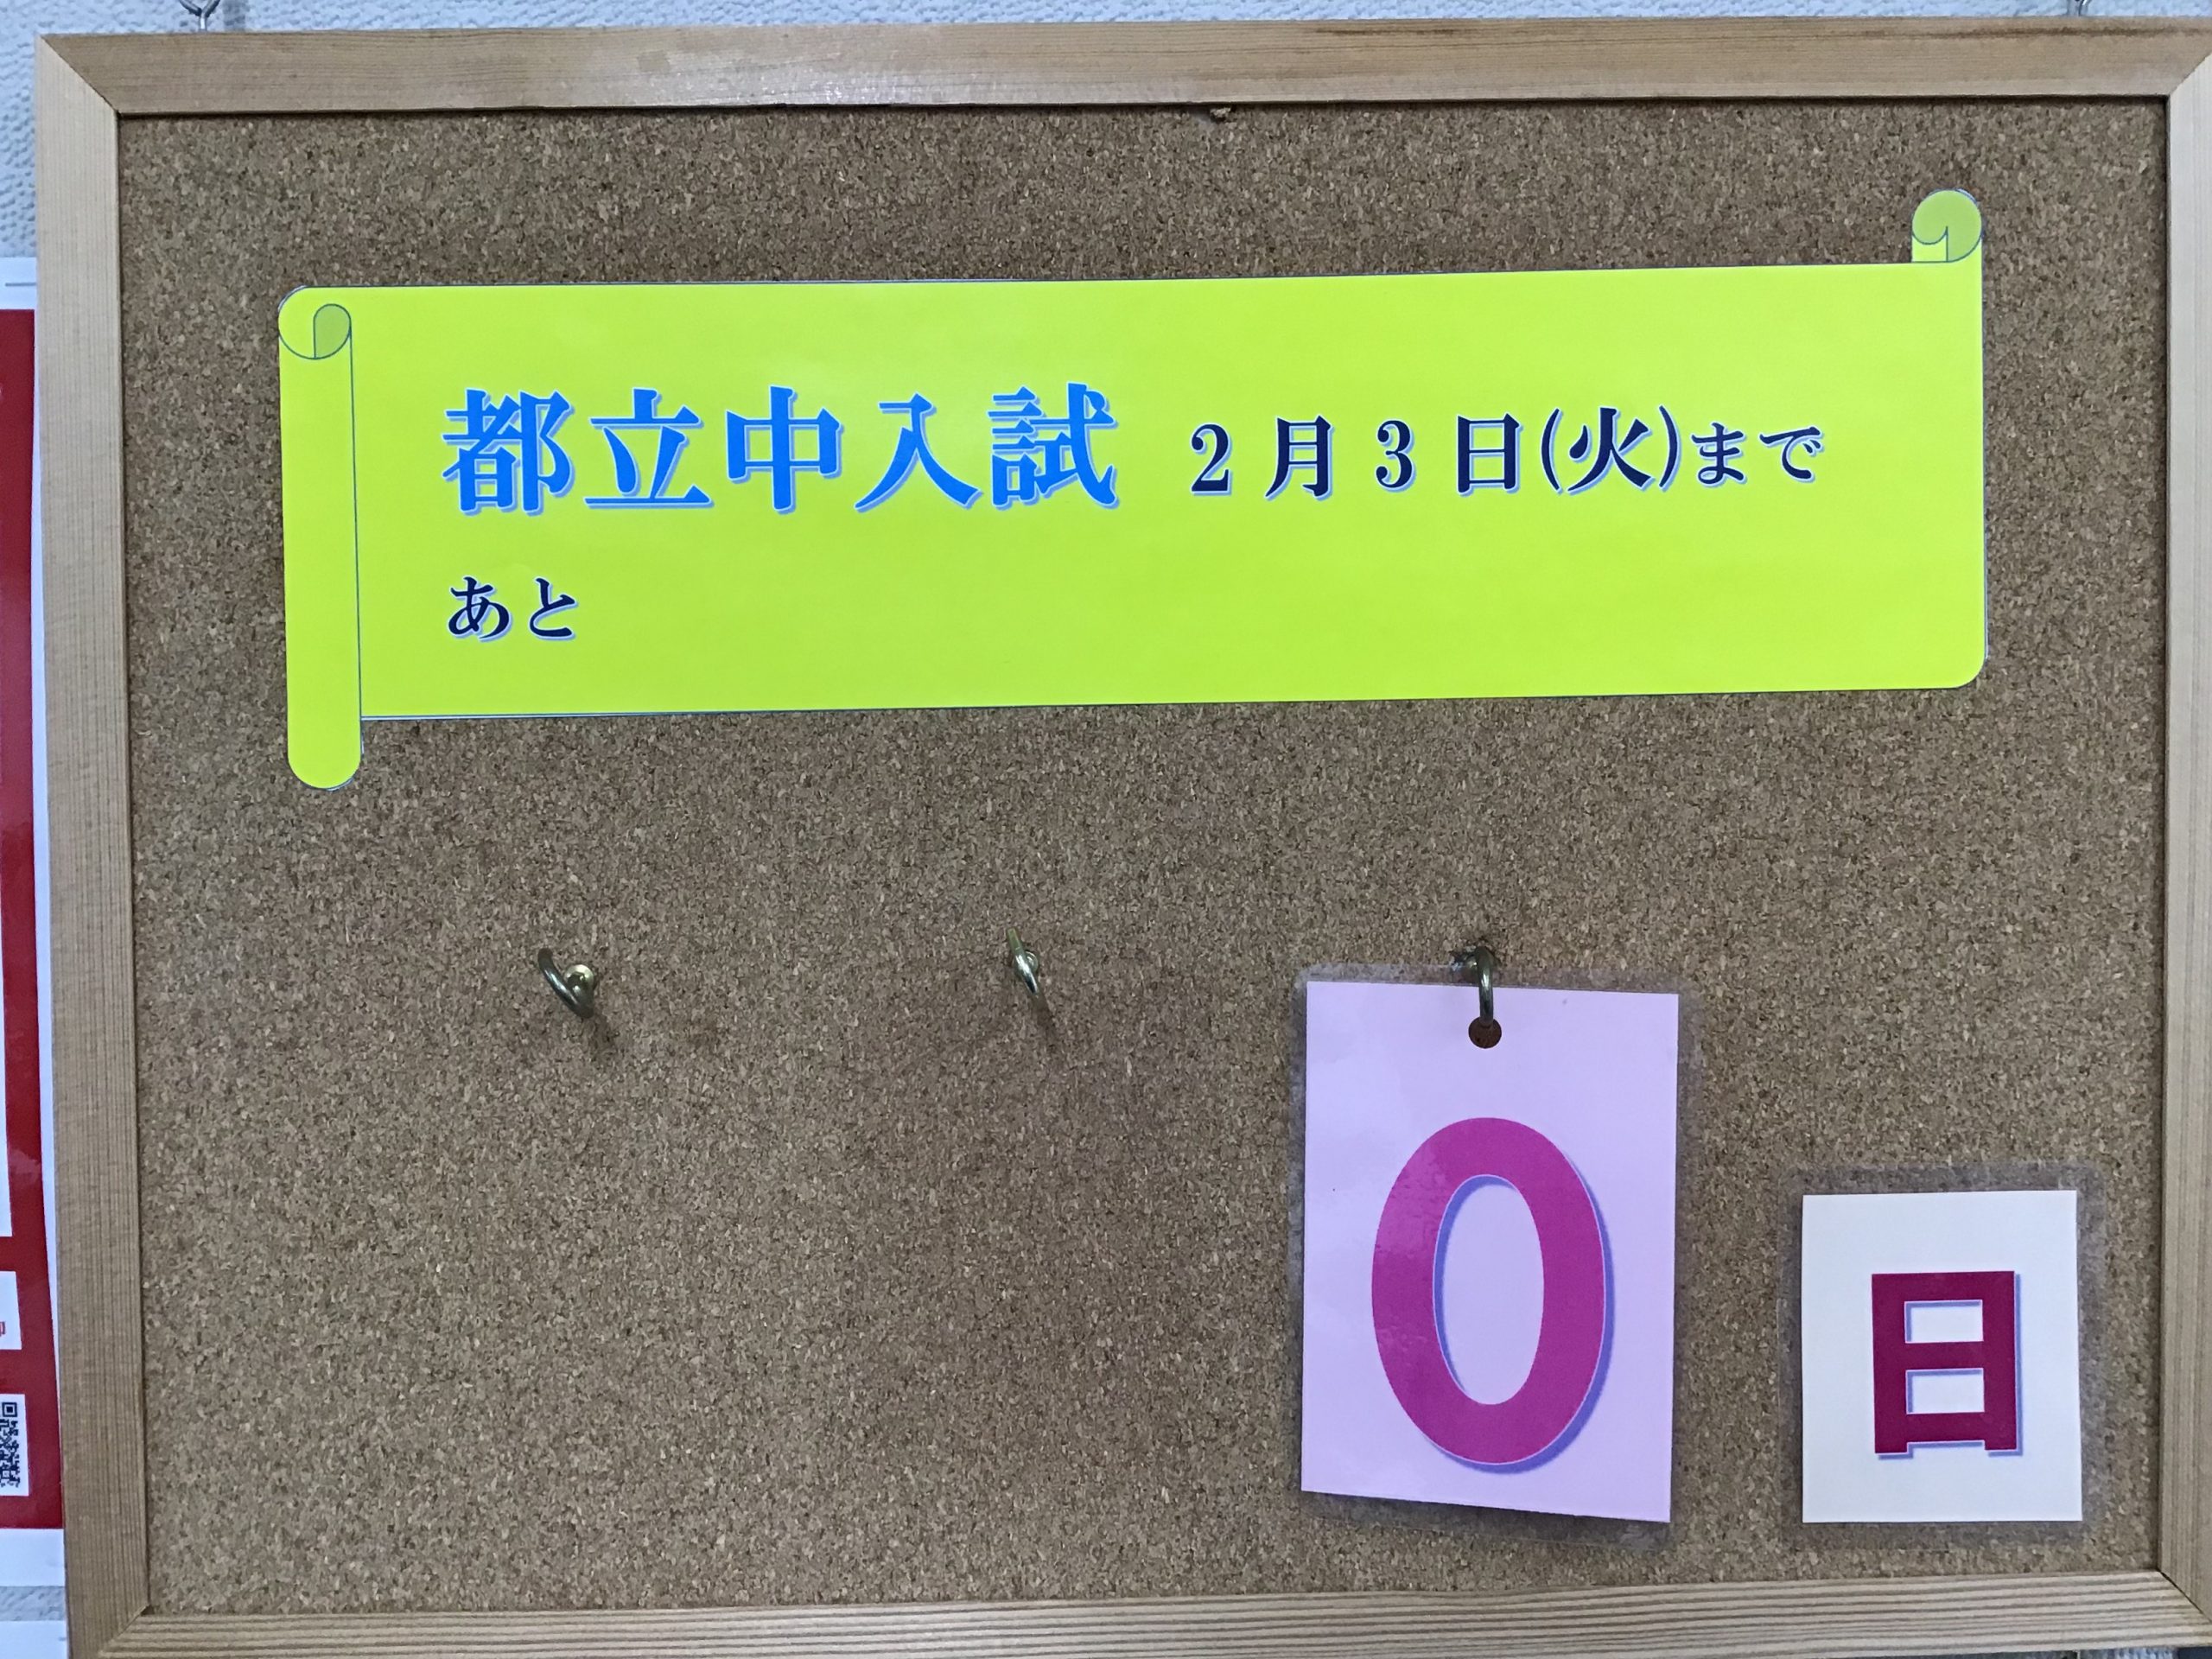 都立中入試 2月3日(火)まで
あと
0 日